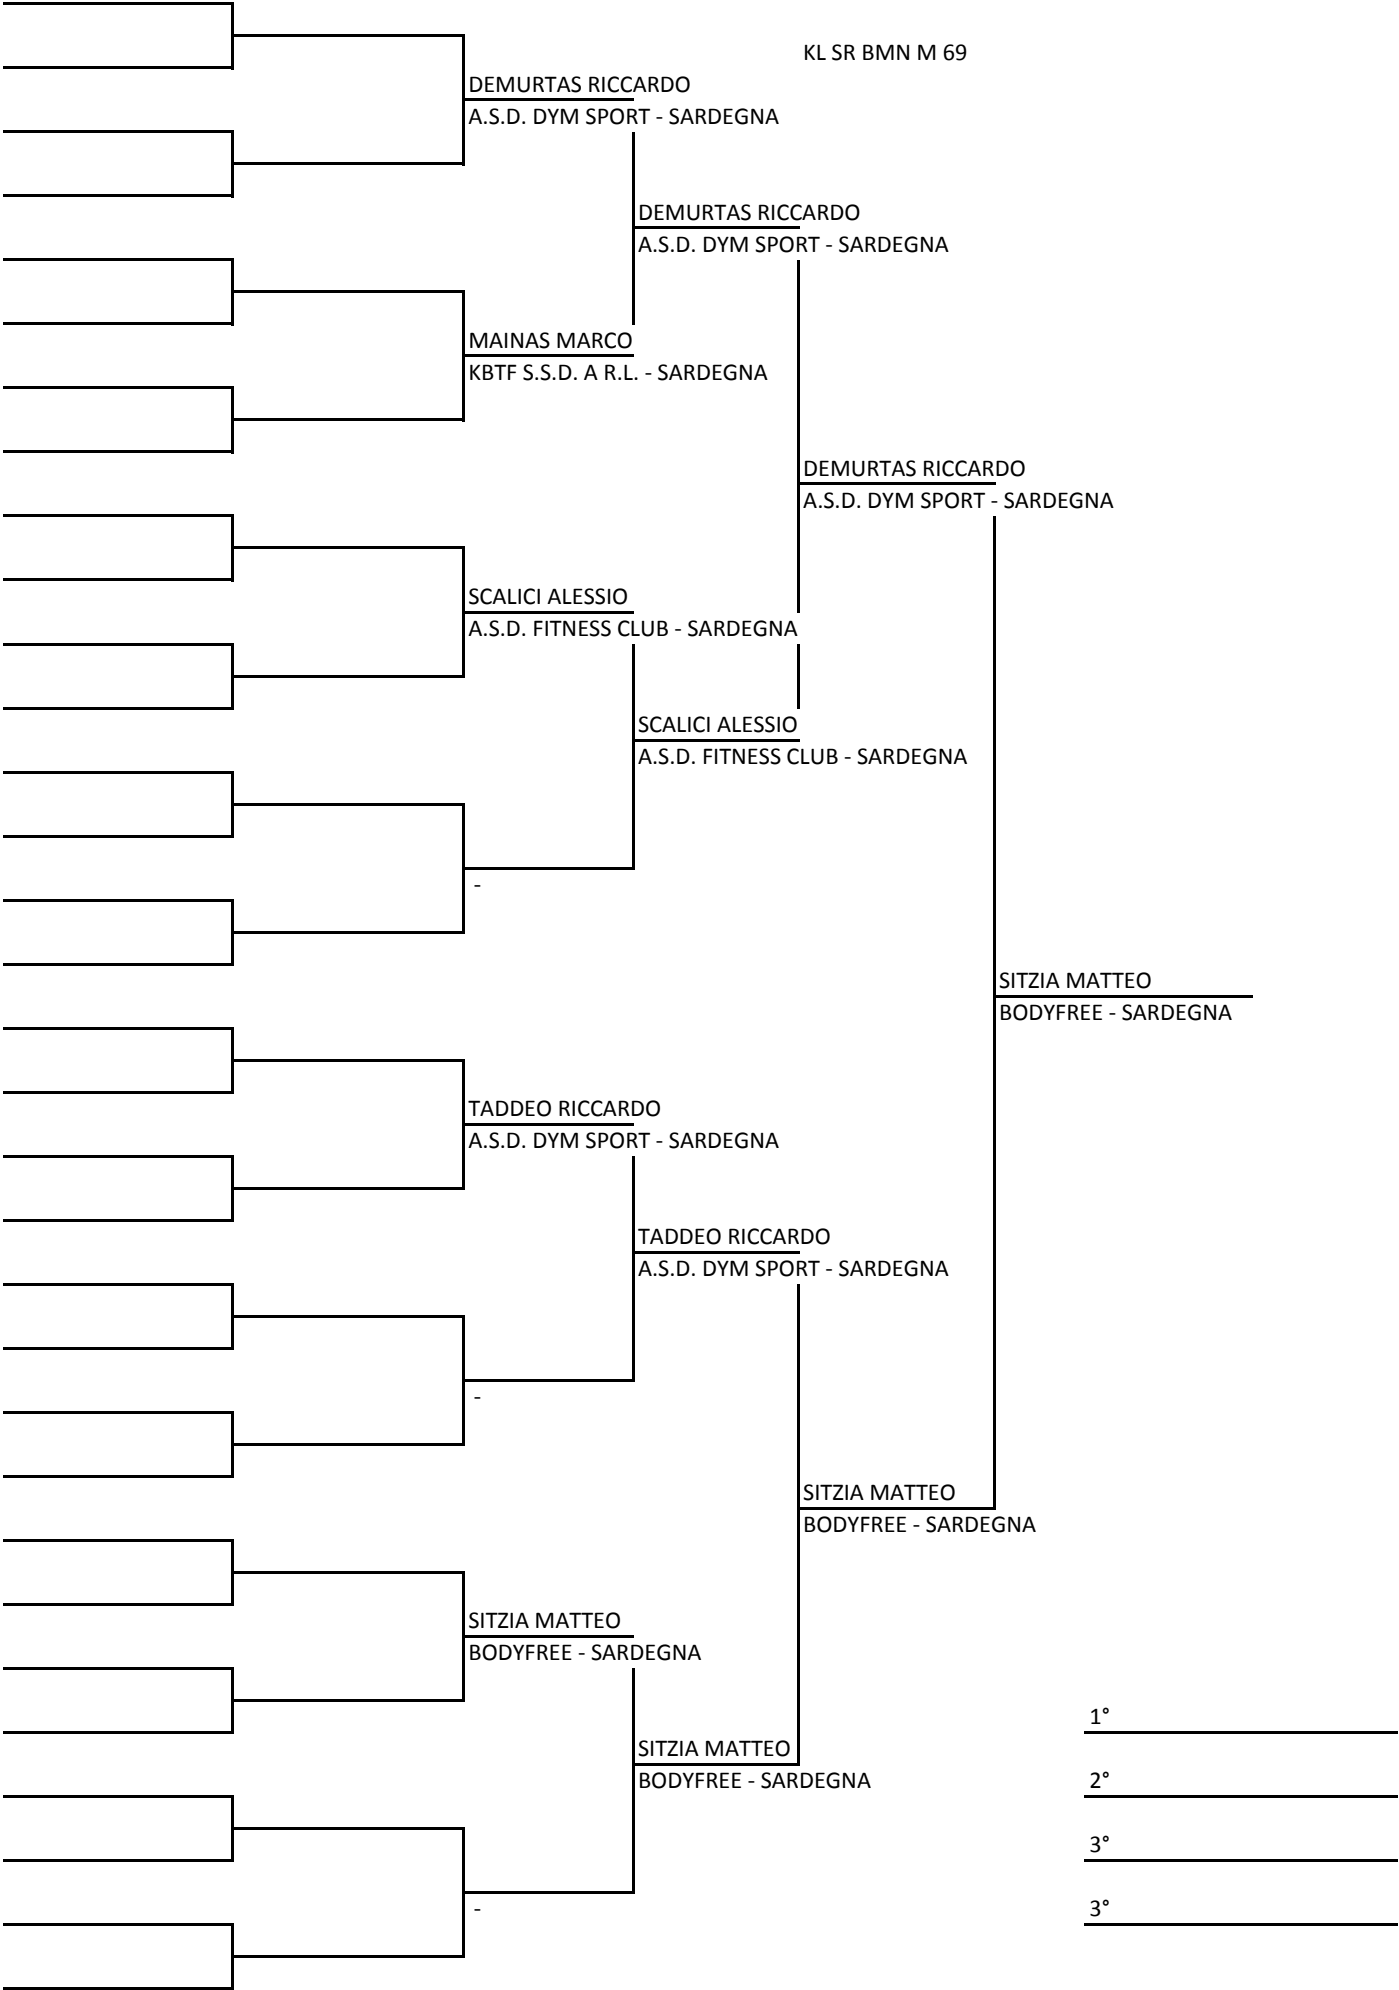 KL SR BMN M 69
DEMURTAS RICCARDO
A.S.D. DYM SPORT - SARDEGNA
DEMURTAS RICCARDO
A.S.D. DYM SPORT - SARDEGNA
MAINAS MARCO
KBTF S.S.D. A R.L. - SARDEGNA
DEMURTAS RICCARDO
A.S.D. DYM SPORT - SARDEGNA
SCALICI ALESSIO
A.S.D. FITNESS CLUB - SARDEGNA
SCALICI ALESSIO
A.S.D. FITNESS CLUB - SARDEGNA
-
SITZIA MATTEO
BODYFREE - SARDEGNA
TADDEO RICCARDO
A.S.D. DYM SPORT - SARDEGNA
TADDEO RICCARDO
A.S.D. DYM SPORT - SARDEGNA
-
SITZIA MATTEO
BODYFREE - SARDEGNA
SITZIA MATTEO
BODYFREE - SARDEGNA
1°
SITZIA MATTEO
BODYFREE - SARDEGNA
2°
3°
-
3°